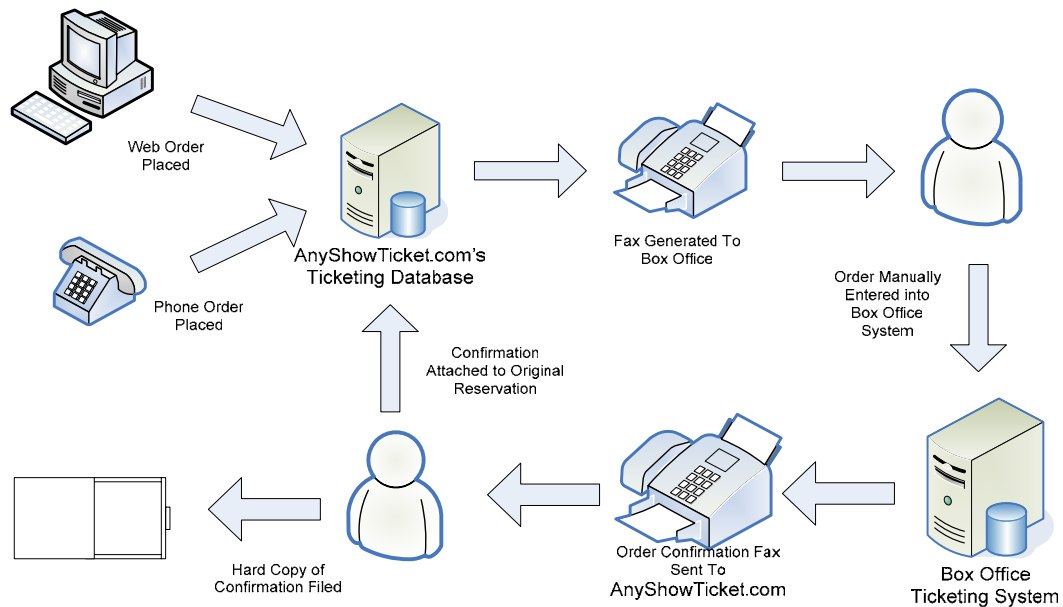 Web Order
Placed
AnyShowTicket.com's
Ticketing Database
Phone Order
Placed
Fax Generated To
Box Office
Order Manually
Entered into
Box Office
System
Confirmation
Attached to Original
Reservation
Hard Copy of
Confirmation Filed
Order Confirmation Fax
Sent To
AnyShowTicket.com
Box Office
Ticketing System